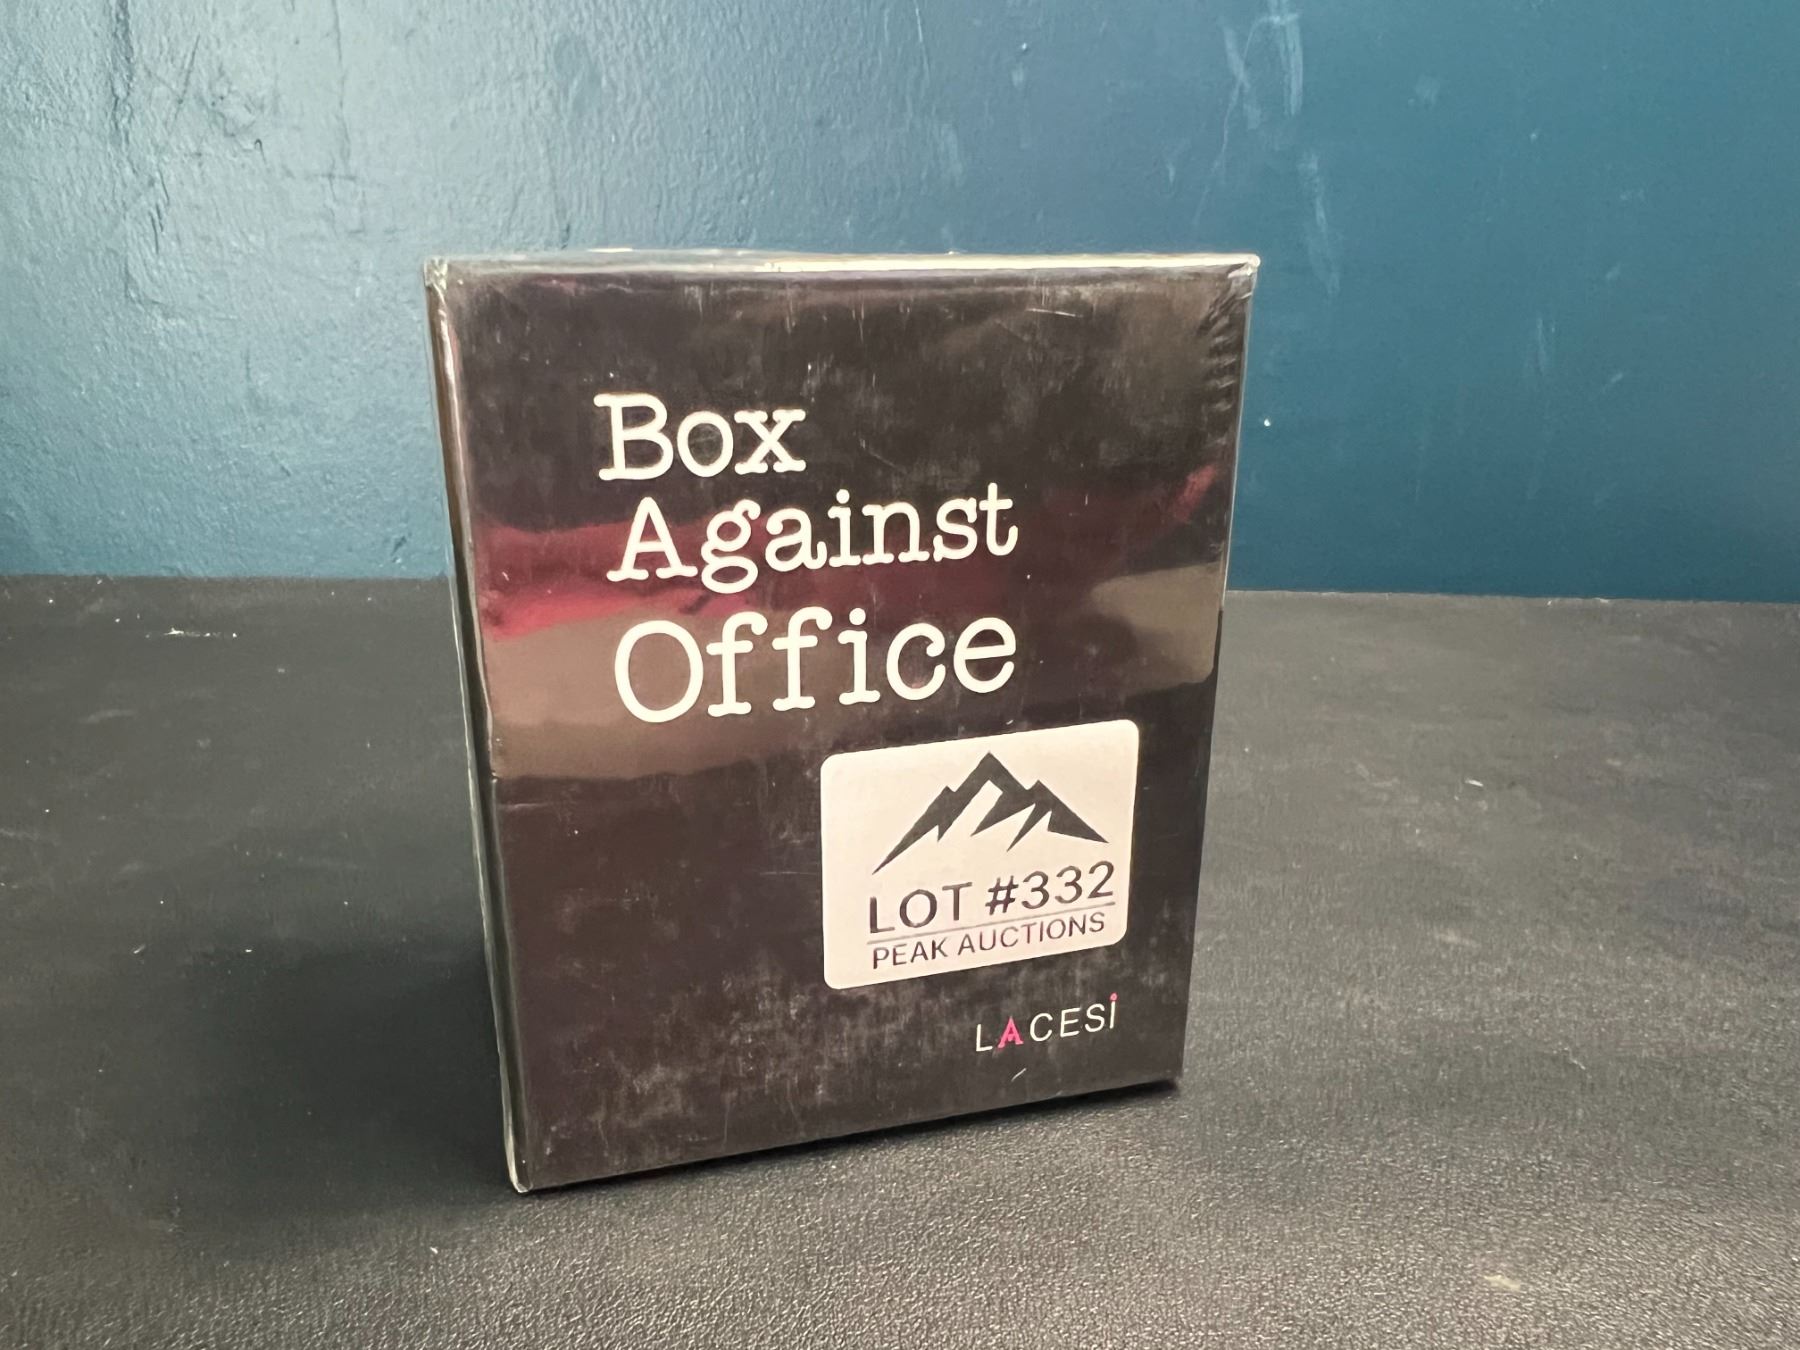 Box
Against
Office
LOT #332
PEAK AUCTIONS
LACESi